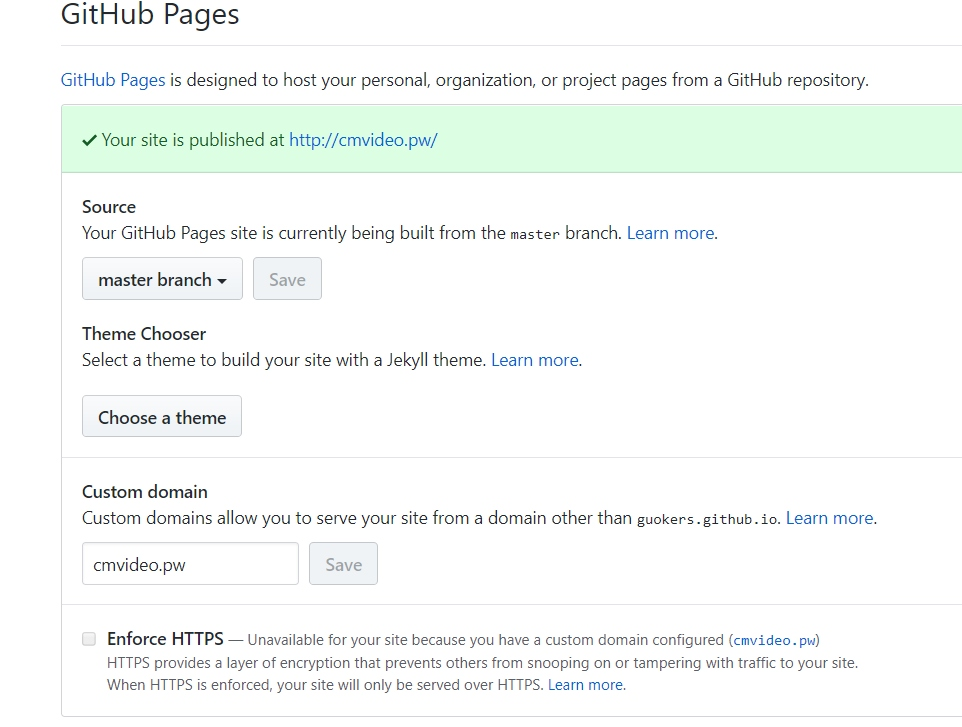 GitHub Pages
GitHub Pages is designed to host your personal, organization, or project pages from a GitHub repository.
✓ Your site is published at http://cmvideo.pw/
Source
Your GitHub Pages site is currently being built from the master branch. Learn more.
master branch Save
Theme Chooser
Select a theme to build your site with a Jekyll theme. Learn more.
Choose a theme
Custom domain
Custom domains allow you to serve your site from a domain other than guokers.github.io. Learn more.
cmvideo.pw Save
Enforce HTTPS — Unavailable for your site because you have a custom domain configured (cmvideo.pw)
HTTPS provides a layer of encryption that prevents others from snooping on or tampering with traffic to your site.
When HTTPS is enforced, your site will only be served over HTTPS. Learn more.